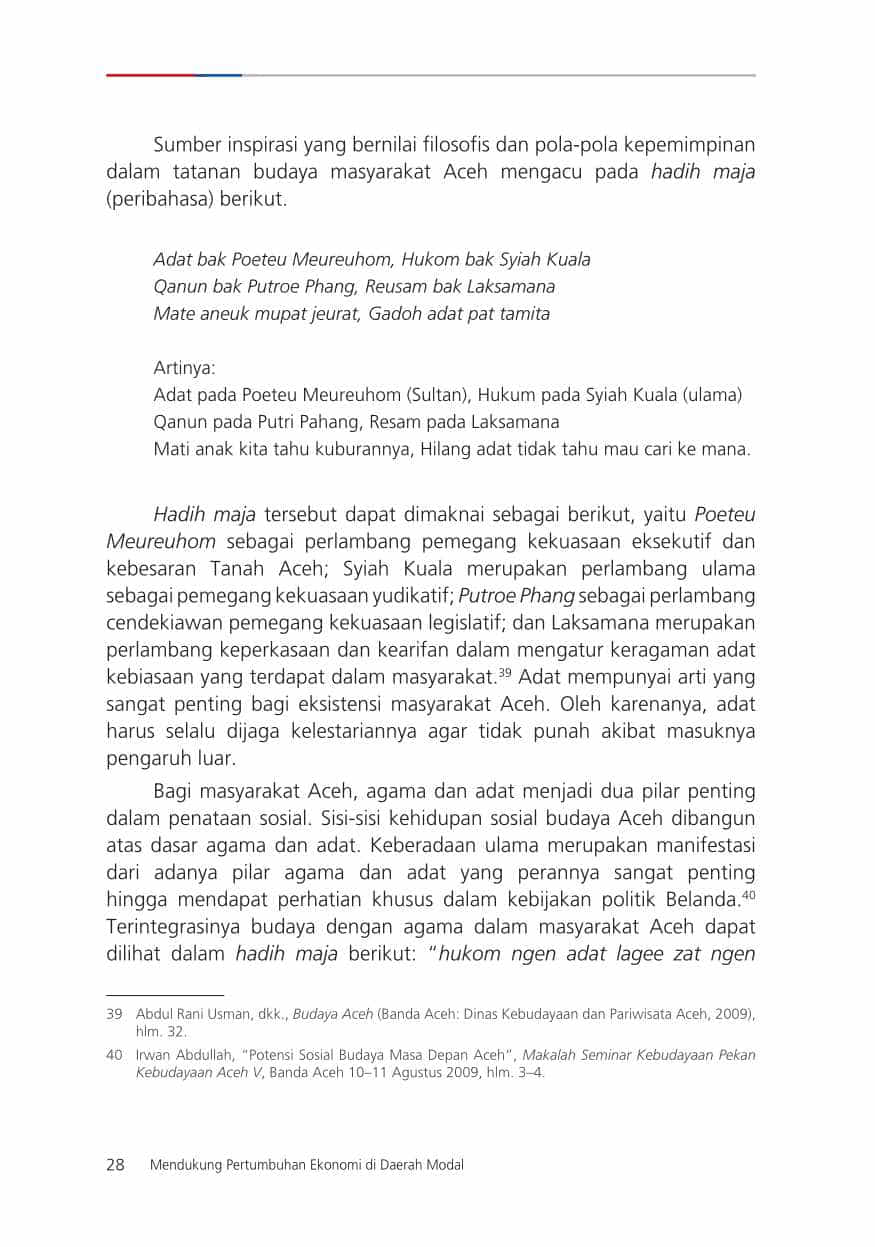 Sumber inspirasi yang bernilai filosofis dan pola-pola kepemimpinan
dalam tatanan budaya masyarakat Aceh mengacu pada hadih maja
(peribahasa) berikut.
Adat bak Poeteu Meureuhom, Hukom bak Syiah Kuala
Qanun bak Putroe Phang, Reusam bak Laksamana
Mate aneuk mupat jeurat, Gadoh adat pat tamita
Artinya:
Adat pada Poeteu Meureuhom (Sultan), Hukum pada Syiah Kuala (ulama)
Qanun pada Putri Pahang, Resam pada Laksamana
Mati anak kita tahu kuburannya, Hilang adat tidak tahu mau cari ke mana.
Hadih maja tersebut dapat dimaknai sebagai berikut, yaitu Poeteu
Meureuhom sebagai perlambang pemegang kekuasaan eksekutif dan
kebesaran Tanah Aceh; Syiah Kuala merupakan perlambang ulama
sebagai pemegang kekuasaan yudikatif; Putroe Phang sebagai perlambang
cendekiawan pemegang kekuasaan legislatif; dan Laksamana merupakan
perlambang keperkasaan dan kearifan dalam mengatur keragaman adat
kebiasaan yang terdapat dalam masyarakat.39 Adat mempunyai arti yang
sangat penting bagi eksistensi masyarakat Aceh. Oleh karenanya, adat
harus selalu dijaga kelestariannya agar tidak punah akibat masuknya
pengaruh luar.
Bagi masyarakat Aceh, agama dan adat menjadi dua pilar penting
dalam penataan sosial. Sisi-sisi kehidupan sosial budaya Aceh dibangun
atas dasar agama dan adat. Keberadaan ulama merupakan manifestasi
dari adanya pilar agama dan adat yang perannya sangat penting
hingga mendapat perhatian khusus dalam kebijakan politik Belanda.40
Terintegrasinya budaya dengan agama dalam masyarakat Aceh dapat
dilihat dalam hadih maja berikut: “hukom ngen adat lagee zat ngen
39 Abdul Rani Usman, dkk., Budaya Aceh (Banda Aceh: Dinas Kebudayaan dan Pariwisata Aceh, 2009),
hlm. 32.
40 Irwan Abdullah, “Potensi Sosial Budaya Masa Depan Aceh”, Makalah Seminar Kebudayaan Pekan
Kebudayaan Aceh V, Banda Aceh 10–11 Agustus 2009, hlm. 3–4.
28 Mendukung Pertumbuhan Ekonomi di Daerah Modal